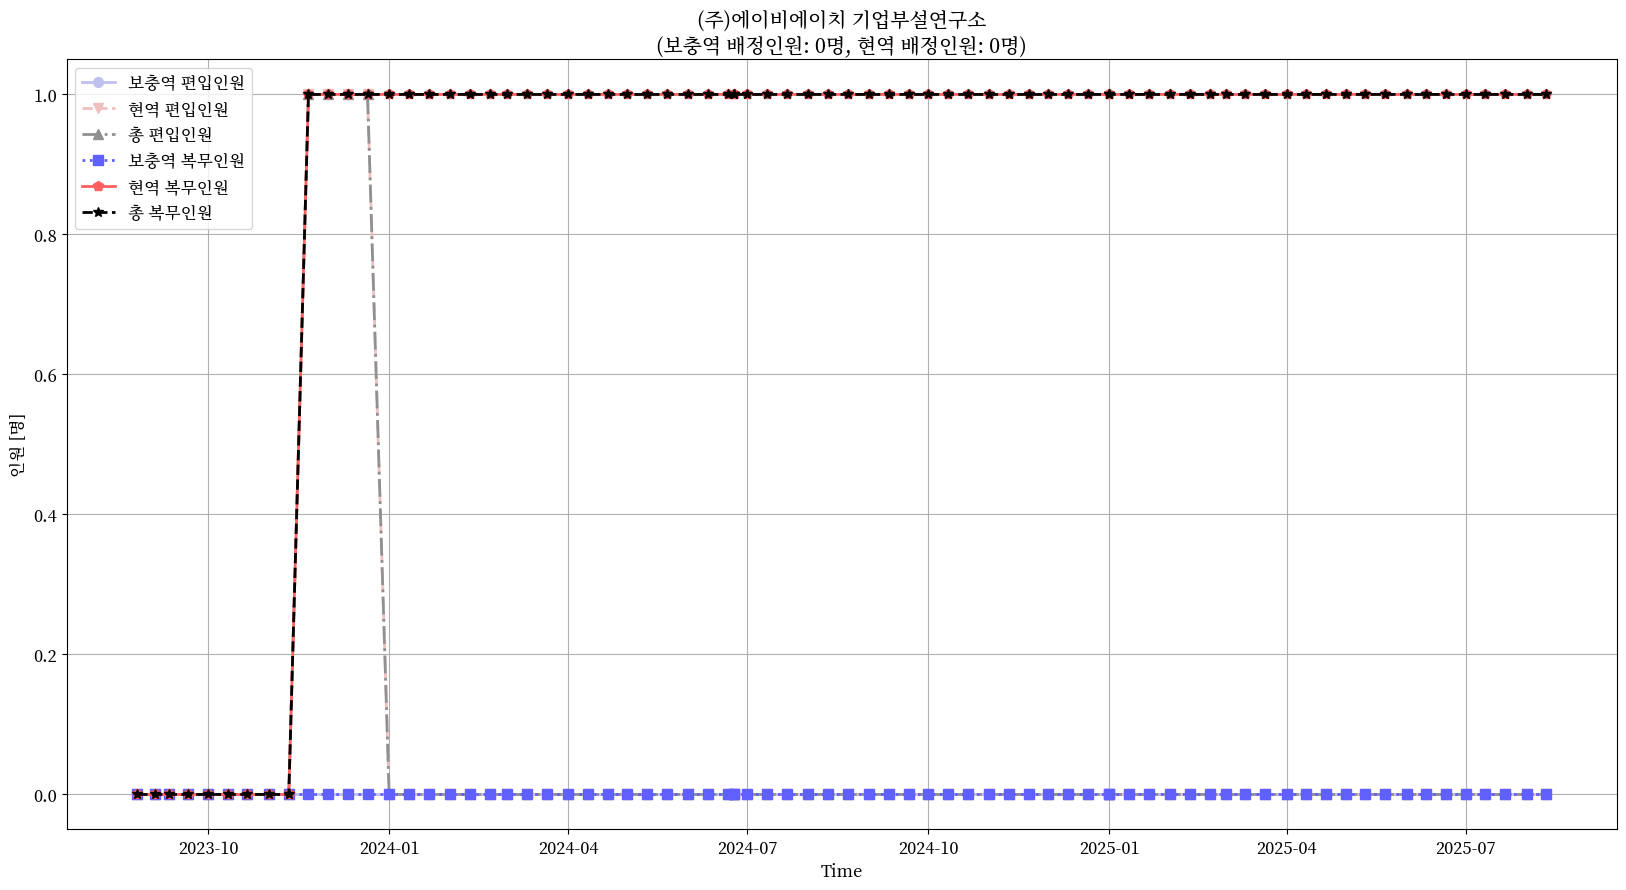 (주)에이비에이치 기업부설연구소
(보충역 배정인원: 0명, 현역 배정인원: 0명)
보충역 편입인원
현역 편입인원
총 편입인원
보충역 복무인원
현역 복무인원
총 복무인원
1.0
0.8
0.6
0.4
0.2
0.0
인원 [명]
2023-10
2024-01
2024-04
2024-07
2024-10
2025-01
2025-04
2025-07
Time